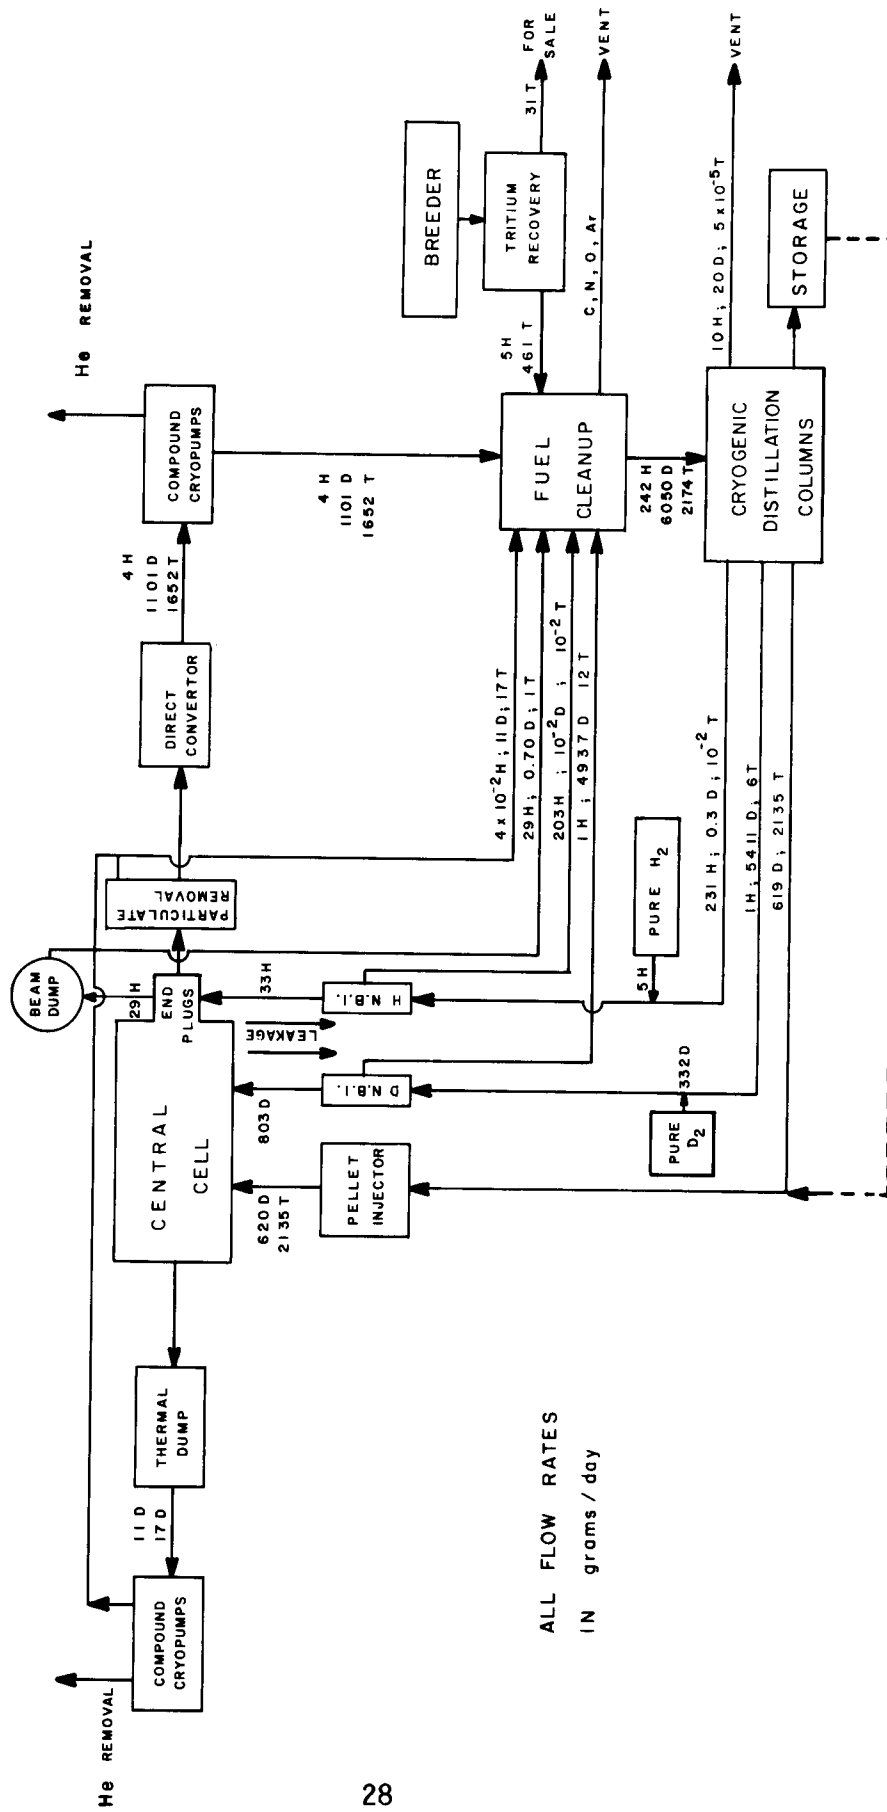 He REMOVAL
COMPOUND
CRYOPUMPS
11 D
17 D
THERMAL
DUMP
CENTRAL
CELL
END
PLUGS
29 H
BEAM
DUMP
PARTICULATE
REMOVAL
DIRECT
CONVERTOR
4 H
1101 D
1652 T
COMPOUND
CRYOPUMPS
He REMOVAL
620 D
2135 T
803 D
LEAKAGE
33 H
PELLET
INJECTOR
D N.B.I.
H N.B.I.
4 H
1101 D
1652 T
BREEDER
TRITIUM
RECOVERY
31 T
FOR
SALE
5 H
461 T
4 x 10-2 H ; 11 D ; 17 T
29 H ; 0.70 D ; 1 T
203 H ; 10-2 D ; 10-2 T
1 H ; 4937 D 12 T
FUEL
CLEANUP
C, N, O, Ar
VENT
ALL FLOW RATES
IN grams / day
PURE
D2
332 D
5 H
PURE H2
242 H
6050 D
2174 T
231 H ; 0.3 D ; 10-2 T
1 H ; 5411 D ; 6 T
619 D ; 2135 T
CRYOGENIC
DISTILLATION
COLUMNS
10 H ; 20 D ; 5 x 10-5 T
VENT
STORAGE
28